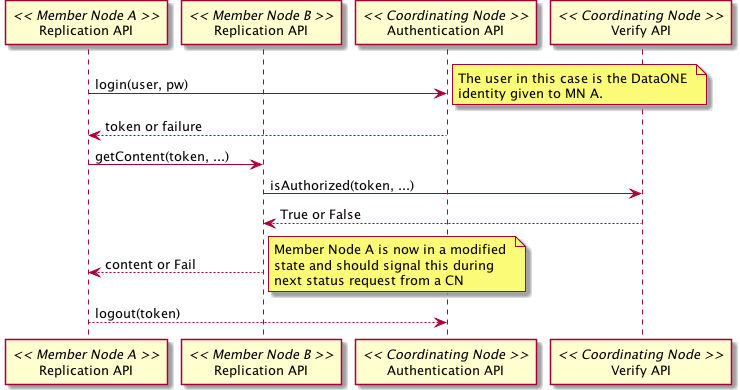 << Member Node A >>
Replication API
<< Member Node B >>
Replication API
<< Coordinating Node >>
Authentication API
<< Coordinating Node >>
Verify API
login(user, pw)
The user in this case is the DataONE
identity given to MN A.
token or failure
getContent(token, ...)
isAuthorized(token, ...)
True or False
Member Node A is now in a modified
state and should signal this during
next status request from a CN
content or Fail
logout(token)
<< Member Node A >>
Replication API
<< Member Node B >>
Replication API
<< Coordinating Node >>
Authentication API
<< Coordinating Node >>
Verify API